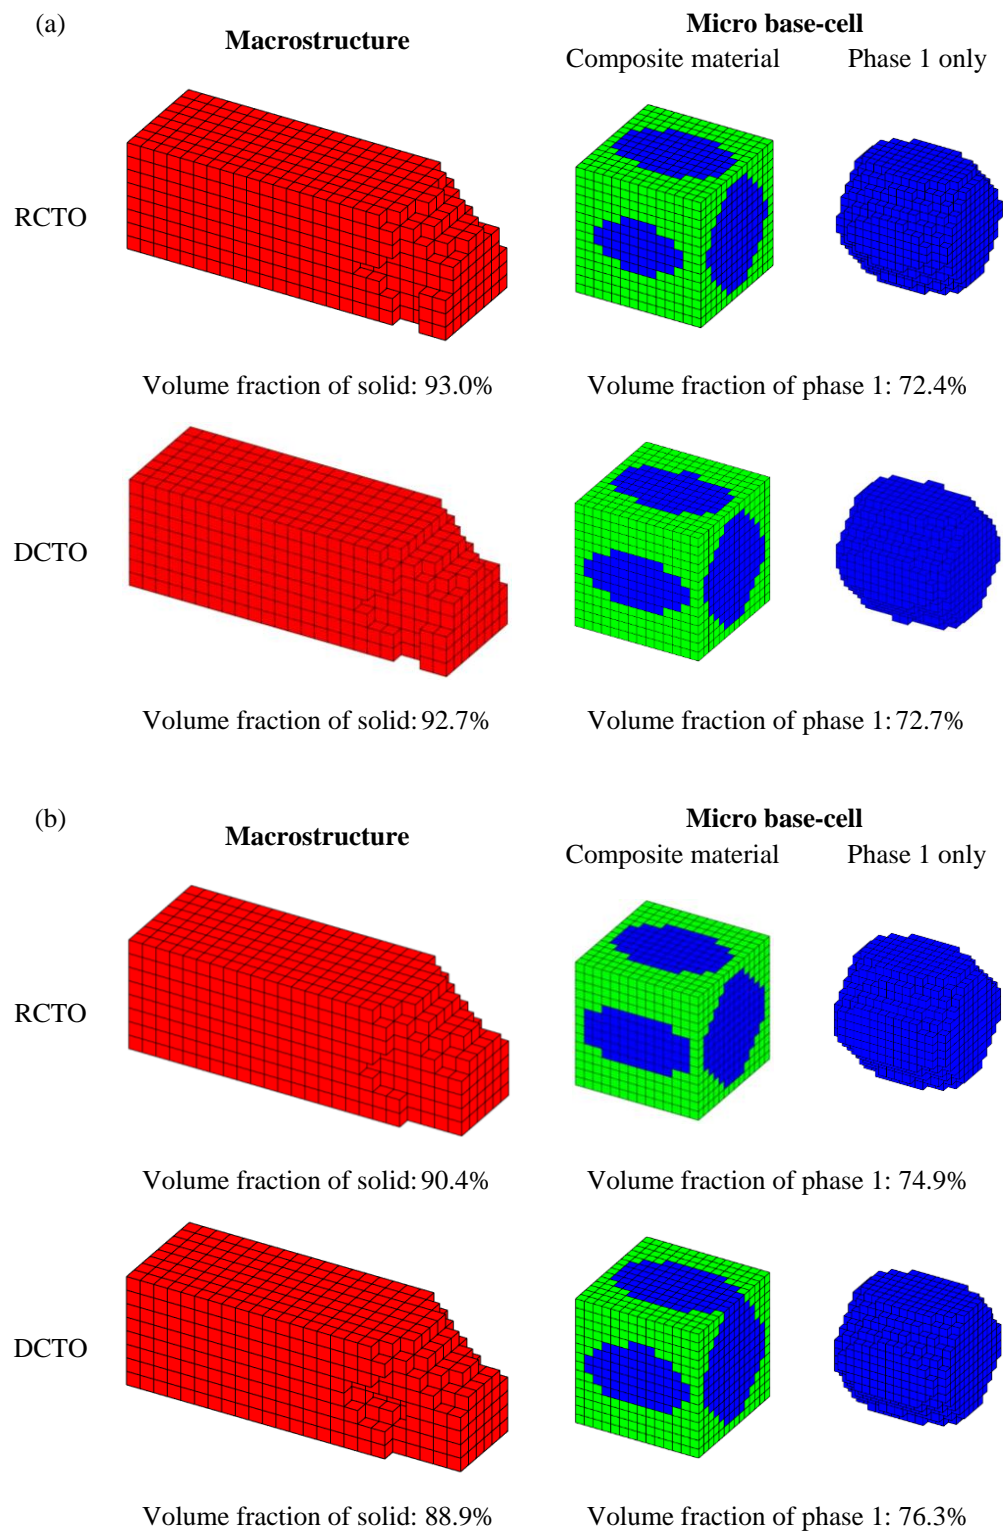 (a)
Macrostructure
Micro base-cell
Composite material
Phase 1 only
RCTO
Volume fraction of solid: 93.0%
Volume fraction of phase 1: 72.4%
DCTO
Volume fraction of solid: 92.7%
Volume fraction of phase 1: 72.7%
(b)
Macrostructure
Micro base-cell
Composite material
Phase 1 only
RCTO
Volume fraction of solid: 90.4%
Volume fraction of phase 1: 74.9%
DCTO
Volume fraction of solid: 88.9%
Volume fraction of phase 1: 76.3%